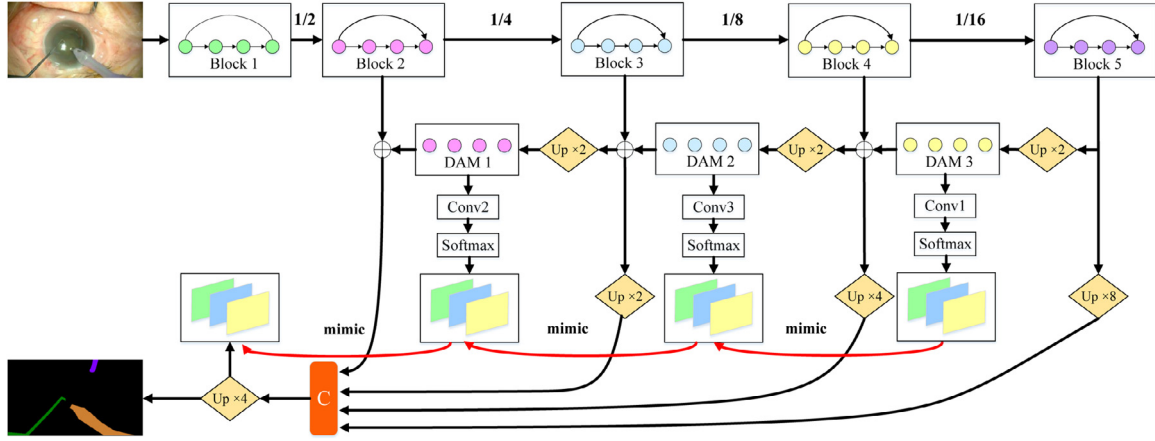 1/2
1/4
1/8
1/16
Block 1
Block 2
Block 3
Block 4
Block 5
Up ×2
Up ×2
Up ×2
DAM 1
DAM 2
DAM 3
Conv2
Conv3
Conv1
Softmax
Softmax
Softmax
Up ×2
Up ×4
Up ×8
mimic
mimic
mimic
Up ×4
C